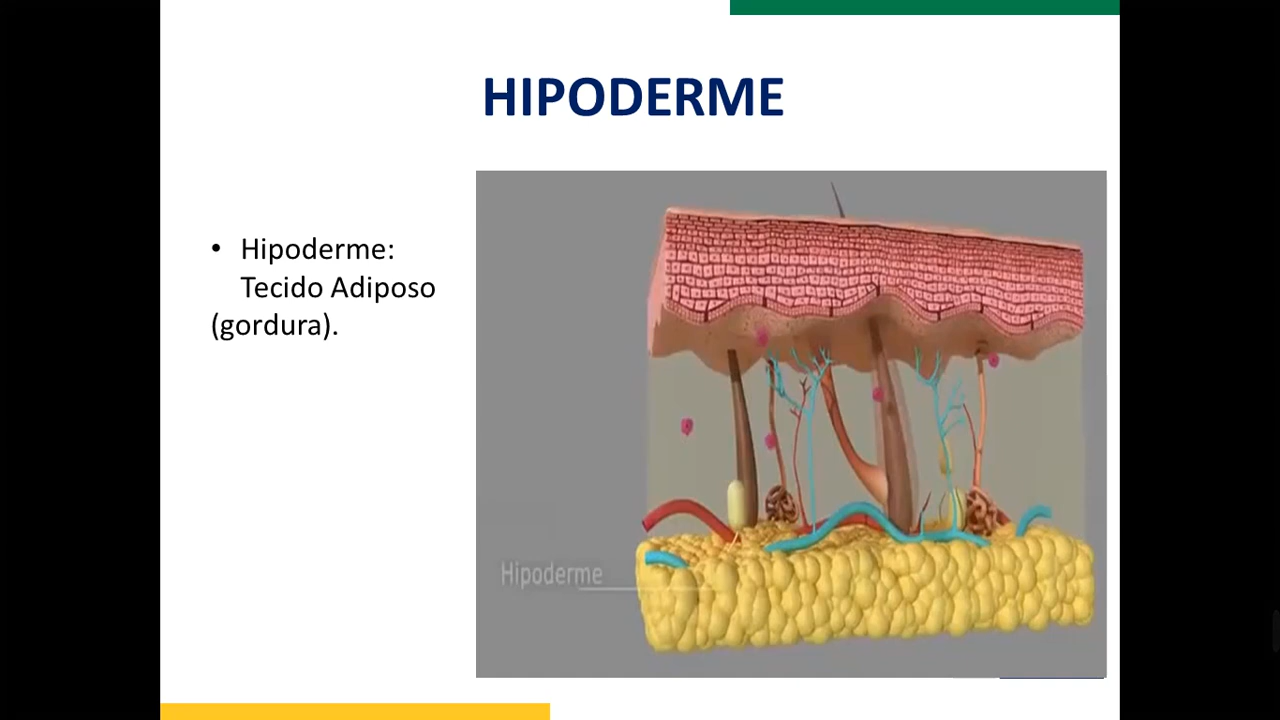 HIPODERME
• Hipoderme:
Tecido Adiposo
(gordura).
Hipoderme